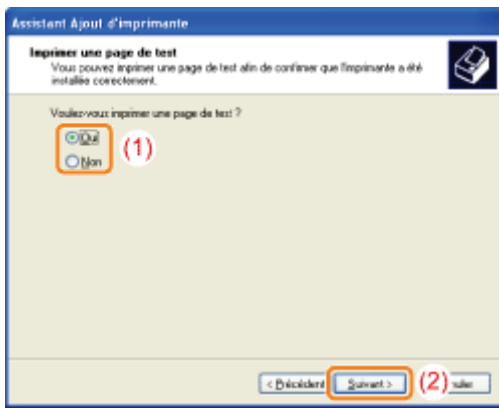 Assistant Ajout d'imprimante
Imprimer une page de test
Vous pouvez imprimer une page de test afin de confirmer que l'imprimante a été
installée correctement.
Voulez-vous imprimer une page de test ?
Oui
(1)
Non
< Précédent Suivant > (2) nuler